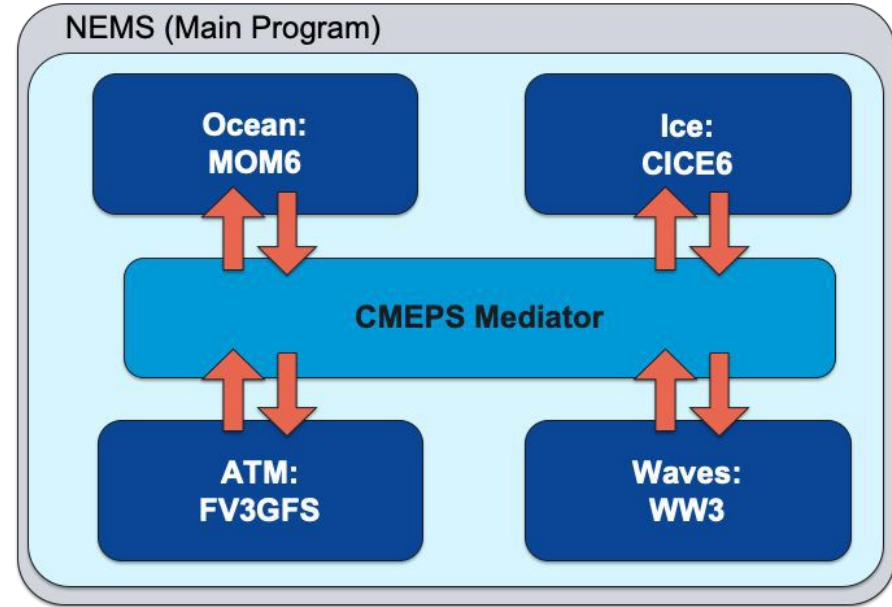 NEMS (Main Program)
Ocean:
MOM6
Ice:
CICE6
CMEPS Mediator
ATM:
FV3GFS
Waves:
WW3